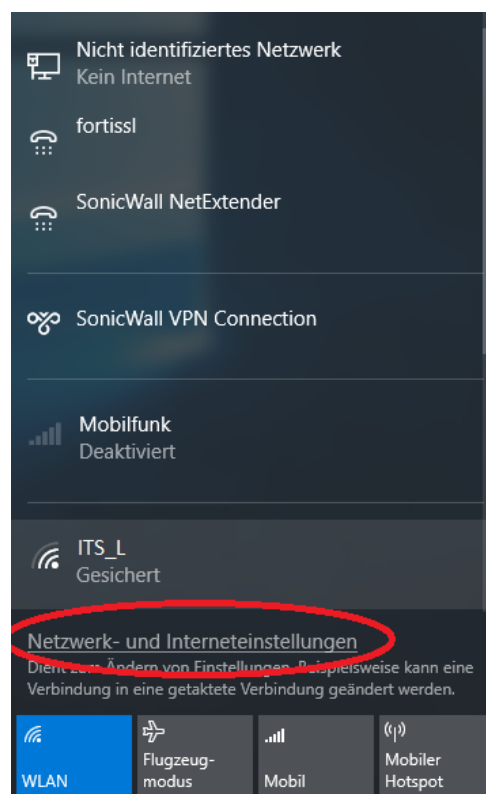 Nicht identifiziertes Netzwerk
Kein Internet
fortissl
SonicWall NetExtender
SonicWall VPN Connection
Mobilfunk
Deaktiviert
ITS_L
Gesichert
Netzwerk- und Interneteinstellungen
Dient zum Ändern von Einstellungen. Beispielsweise kann eine
Verbindung in eine getaktete Verbindung geändert werden.
WLAN
Flugzeug-
modus
Mobil
Mobiler
Hotspot